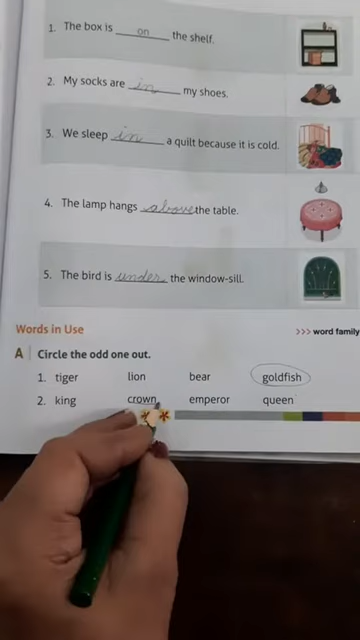 1. The box is on the shelf.
2. My socks are in my shoes.
3. We sleep in a quilt because it is cold.
4. The lamp hangs above the table.
5. The bird is under the window-sill.
Words in Use >>> word family
A Circle the odd one out.
1. tiger lion bear goldfish
2. king crown emperor queen